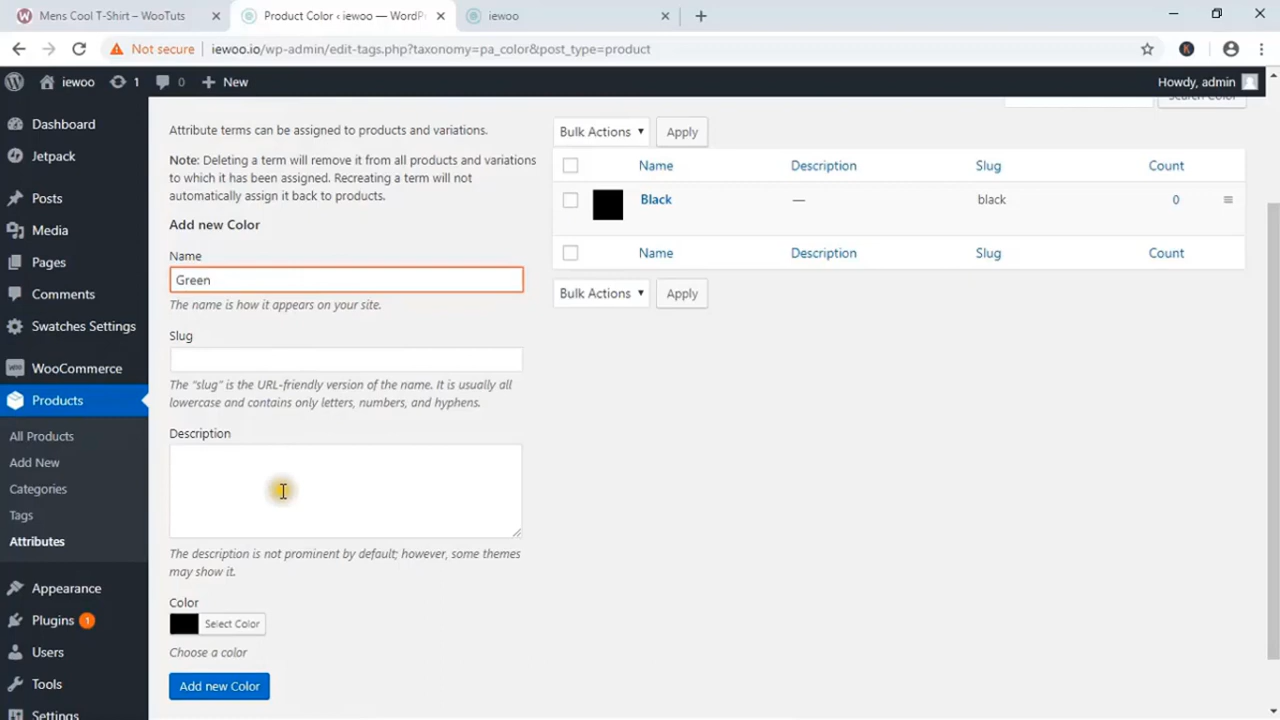 Mens Cool T-Shirt – WooTuts
Product Color ‹ iewoo — WordPr
iewoo
Not secure
iewoo.io/wp-admin/edit-tags.php?taxonomy=pa_color&post_type=product
iewoo
1
0
New
Howdy, admin
Search Color
Dashboard
Jetpack
Posts
Media
Pages
Comments
Swatches Settings
WooCommerce
Products
All Products
Add New
Categories
Tags
Attributes
Appearance
Plugins 1
Users
Tools
Settings
Attribute terms can be assigned to products and variations.
Note: Deleting a term will remove it from all products and variations
to which it has been assigned. Recreating a term will not
automatically assign it back to products.
Add new Color
Name
Green
The name is how it appears on your site.
Slug
The "slug" is the URL-friendly version of the name. It is usually all
lowercase and contains only letters, numbers, and hyphens.
Description
The description is not prominent by default; however, some themes
may show it.
Color
Select Color
Choose a color
Add new Color
Bulk Actions
Apply
Name Description Slug Count
Black — black 0
Name Description Slug Count
Bulk Actions
Apply